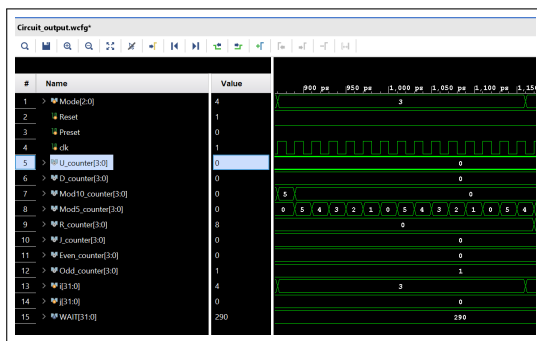 Circuit_output.wcfg*
# Name Value
900 ps 950 ps 1,000 ps 1,050 ps 1,100 ps 1,15
1 Mode[2:0] 4 3
2 Reset 1
3 Preset 0
4 clk 1
5 U_counter[3:0] 0 0
6 D_counter[3:0] 0 0
7 Mod10_counter[3:0] 0 5 0
8 Mod5_counter[3:0] 0 0 5 4 3 2 1 0 5 4 3 2 1 0 5 4
9 R_counter[3:0] 8 0
10 J_counter[3:0] 0 0
11 Even_counter[3:0] 0 0
12 Odd_counter[3:0] 1 1
13 i[31:0] 4 3
14 j[31:0] 0 0
15 WAIT[31:0] 290 290